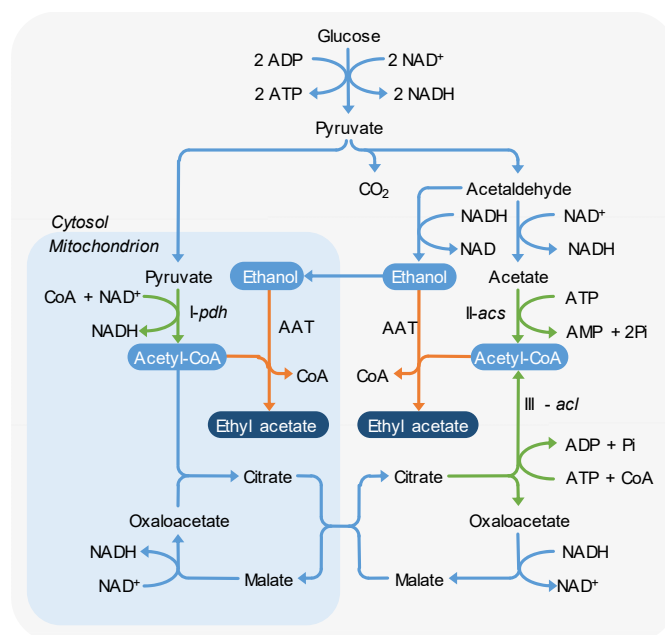 Glucose
2 ADP
2 NAD⁺
2 ATP
2 NADH
Pyruvate
CO₂
Acetaldehyde
Cytosol
Mitochondrion
NADH
NAD⁺
NAD
NADH
Pyruvate
Ethanol
Ethanol
Acetate
CoA + NAD⁺
I-pdh
NADH
AAT
AAT
II-acs
ATP
AMP + 2Pi
Acetyl-CoA
CoA
CoA
Acetyl-CoA
III - acl
Ethyl acetate
Ethyl acetate
ADP + Pi
Citrate
Citrate
ATP + CoA
Oxaloacetate
Oxaloacetate
NADH
NADH
NAD⁺
Malate
Malate
NAD⁺